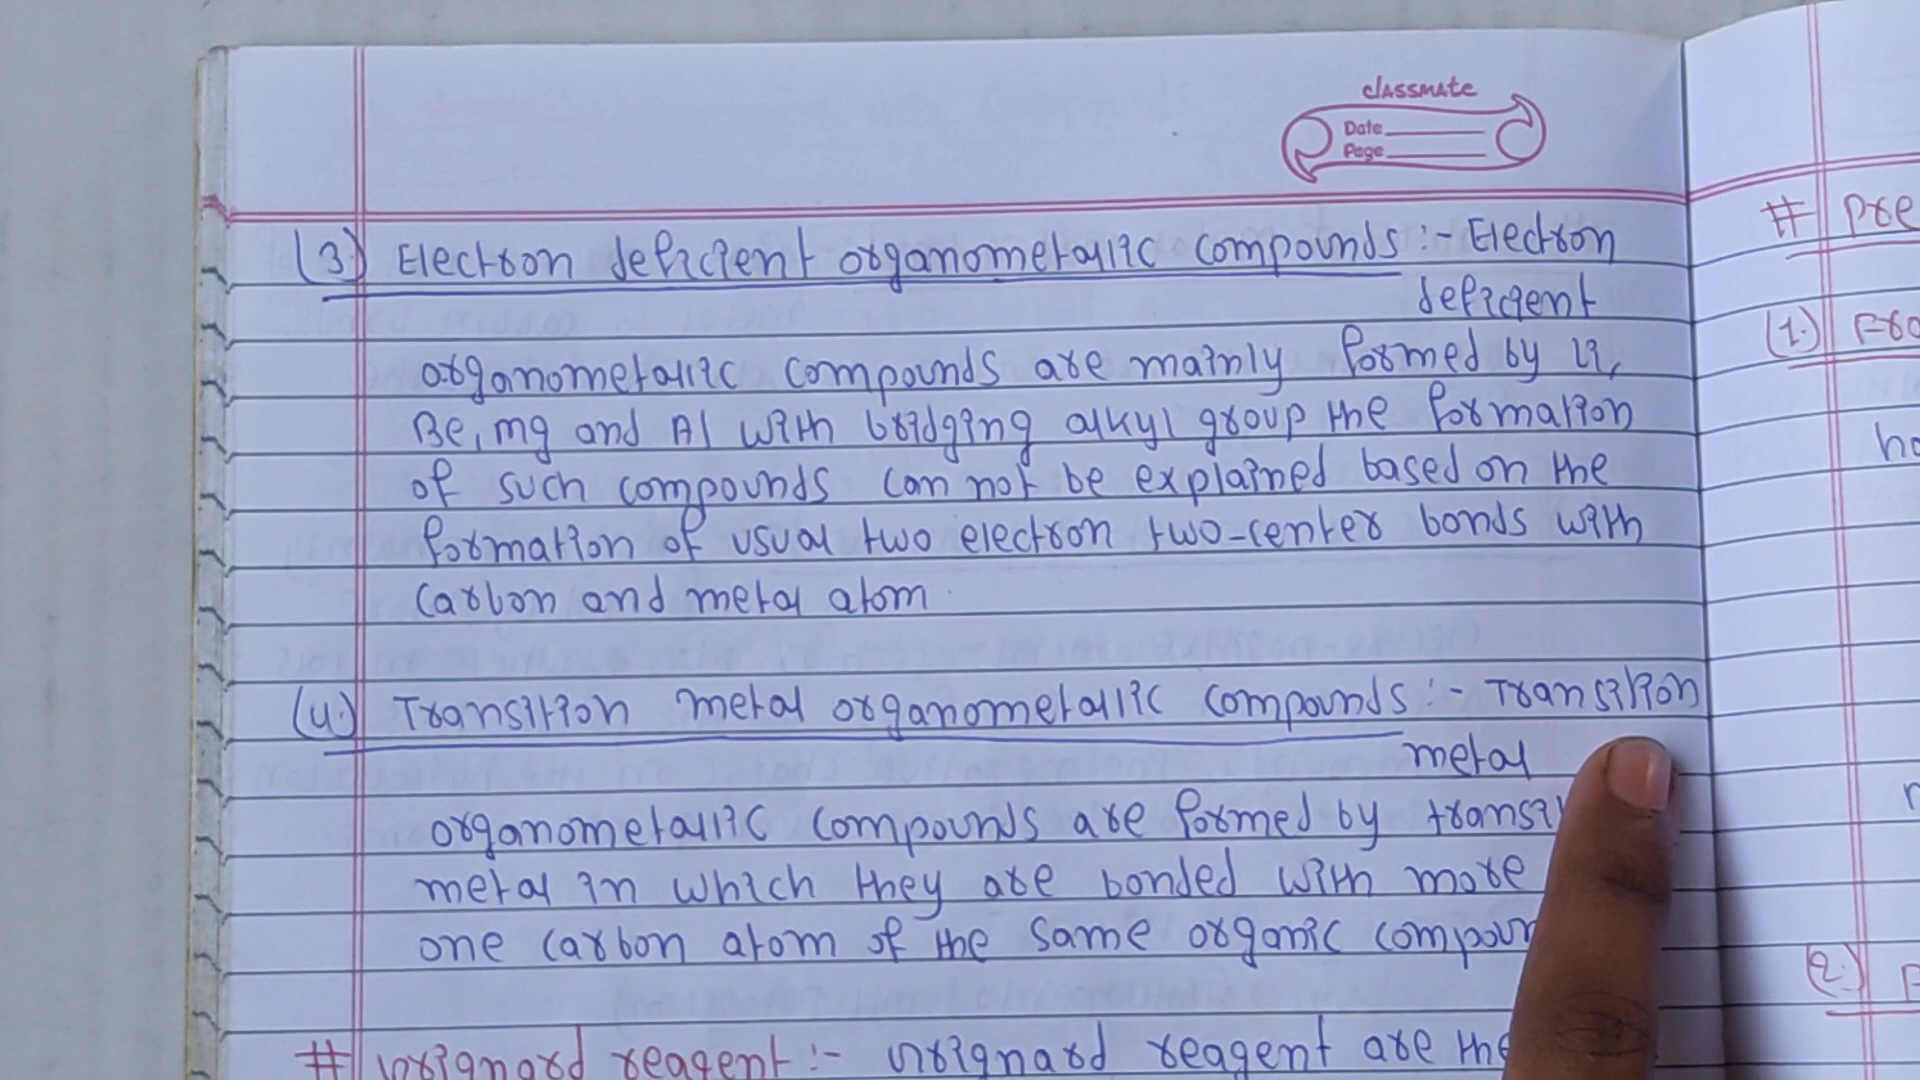 classmate
Date
Page
(3.) Electron deficient organometallic compounds :- Electron
deficient
organometallic compounds are mainly formed by Li,
Be, mg and Al with bridging alkyl group the formation
of such compounds can not be explained based on the
formation of usual two electron two-center bonds with
carbon and metal atom
(4.) Transition metal organometallic compounds :- Transition
metal
organometallic compounds are formed by
metal in which they are bonded with more
one carbon atom of the same organic
# Grignard reagent :- Grignard reagent are the
# Pre
(1.)
(2.)